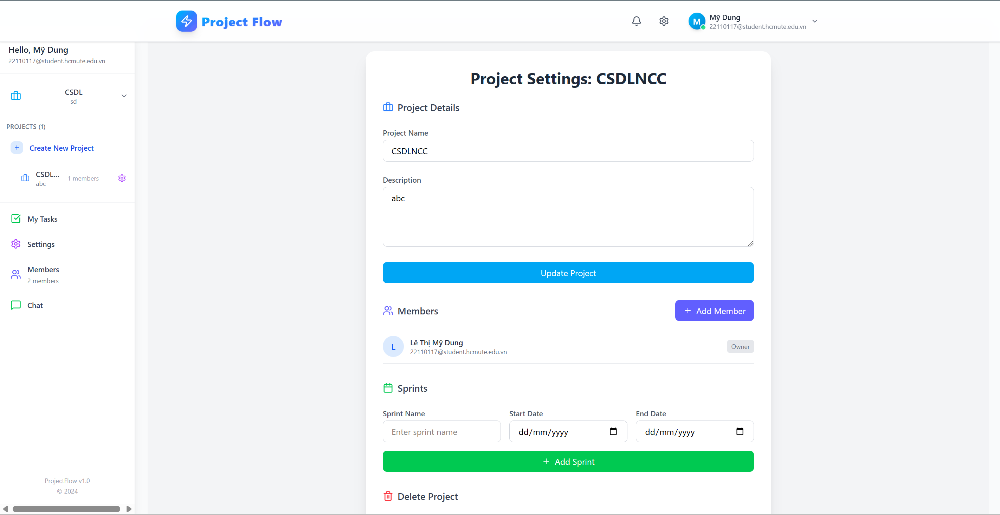 Project Flow
M
Mỹ Dung
22110117@student.hcmute.edu.vn
Hello, Mỹ Dung
22110117@student.hcmute.edu.vn
CSDL
sd
PROJECTS (1)
+ Create New Project
CSDL... 1 members
abc
My Tasks
Settings
Members
2 members
Chat
ProjectFlow v1.0
© 2024
Project Settings: CSDLNCC
Project Details
Project Name
CSDLNCC
Description
abc
Update Project
Members
+ Add Member
L
Lê Thị Mỹ Dung
22110117@student.hcmute.edu.vn
Owner
Sprints
Sprint Name Start Date End Date
Enter sprint name dd/mm/yyyy dd/mm/yyyy
+ Add Sprint
Delete Project